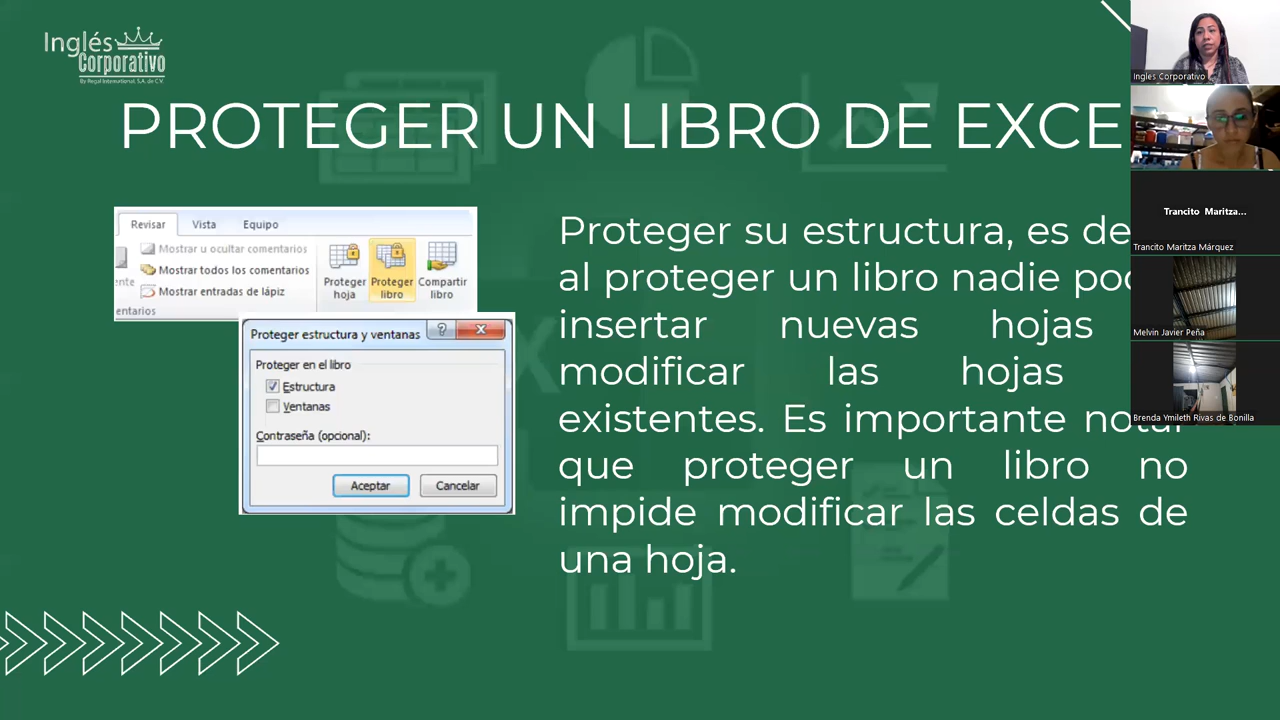 Inglés
Corporativo
By Regal International, S.A. de C.V.
PROTEGER UN LIBRO DE EXCE
Revisar Vista Equipo
Mostrar u ocultar comentarios
Mostrar todos los comentarios
Mostrar entradas de lápiz
entarios
Proteger hoja
Proteger libro
Compartir libro
Proteger estructura y ventanas
Proteger en el libro
Estructura
Ventanas
Contraseña (opcional):
Aceptar Cancelar
Proteger su estructura, es de
al proteger un libro nadie
insertar nuevas hojas
modificar las hojas
existentes. Es importante notar
que proteger un libro no
impide modificar las celdas de
una hoja.
Ingles Corporativo
Trancito Maritza...
Trancito Maritza Márquez
Melvin Javier Peña
Brenda Ymileth Rivas de Bonilla